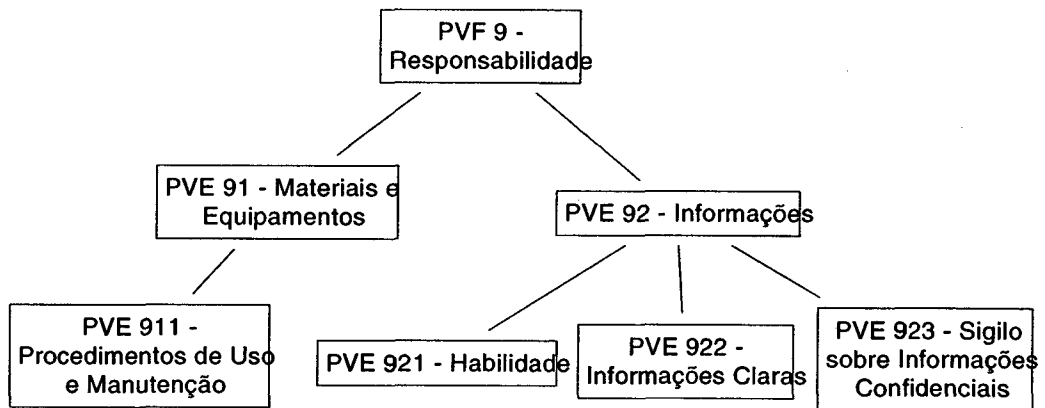 PVF 9 -
Responsabilidade
PVE 91 - Materiais e
Equipamentos
PVE 92 - Informações
PVE 911 -
Procedimentos de Uso
e Manutenção
PVE 921 - Habilidade
PVE 922 -
Informações Claras
PVE 923 - Sigilo
sobre Informações
Confidenciais